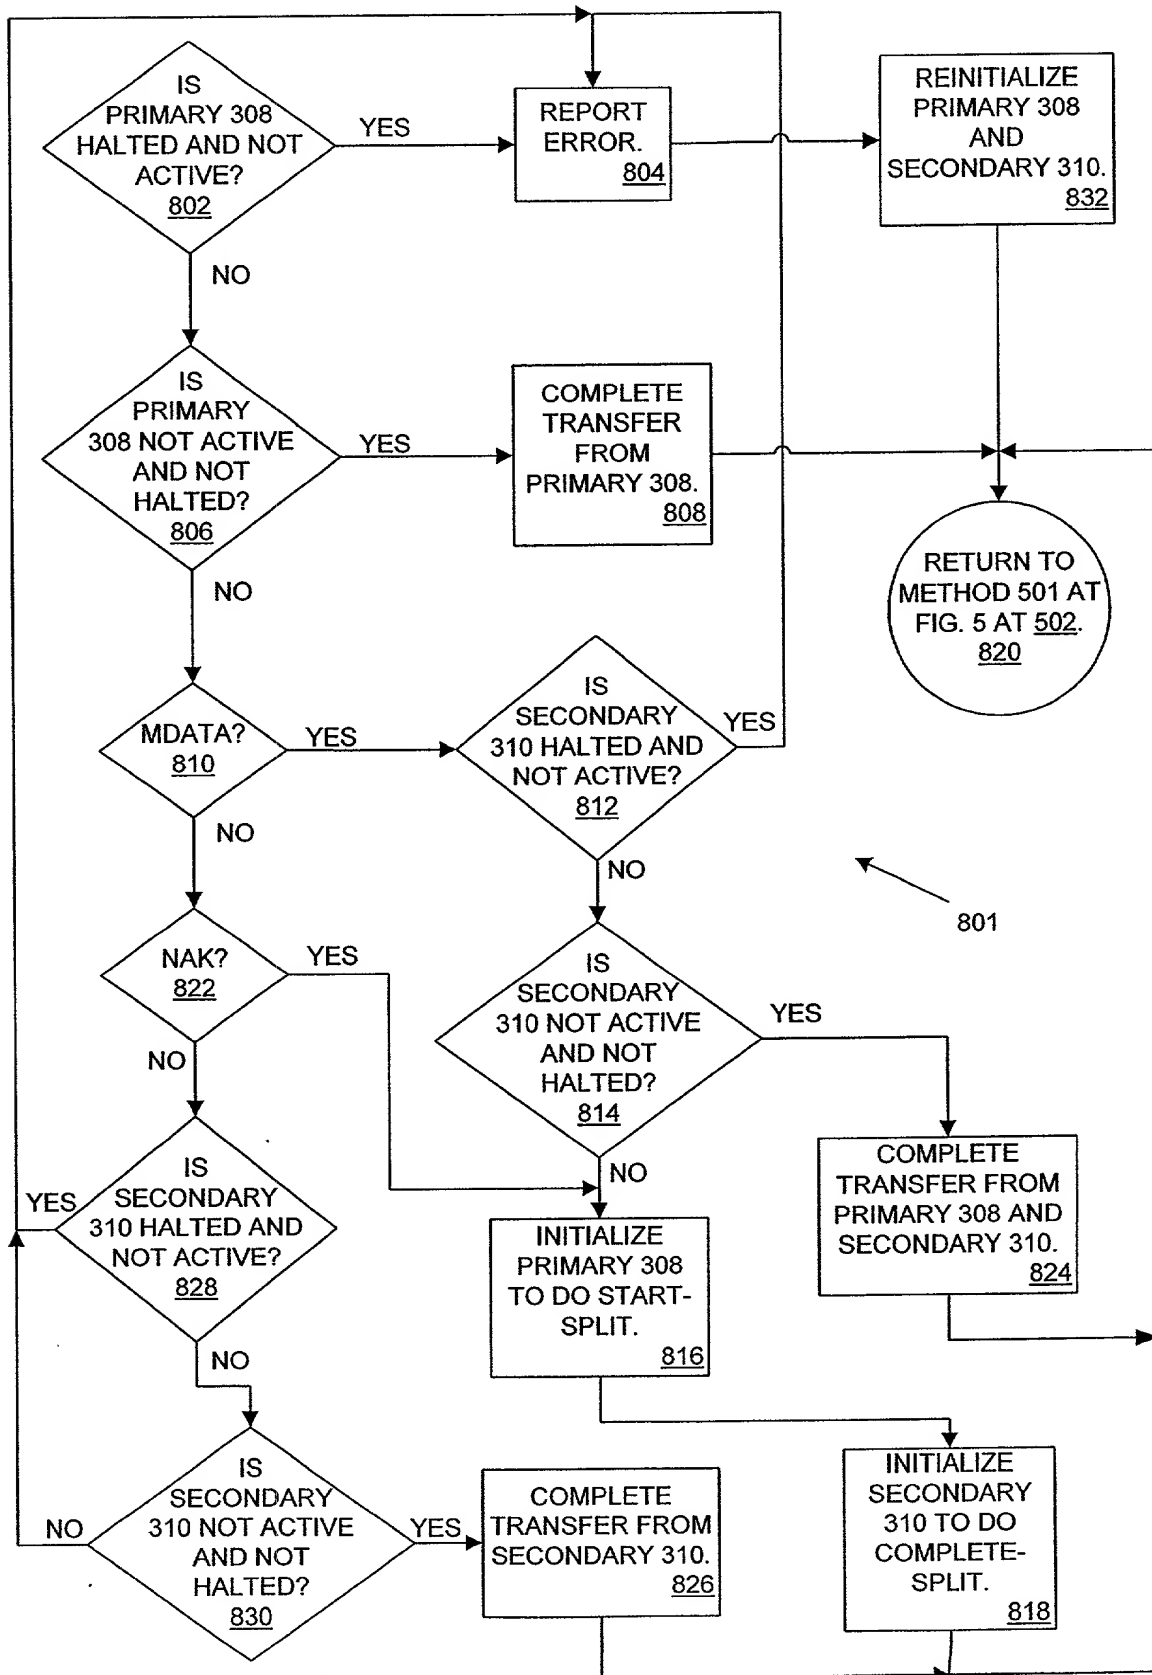 IS
PRIMARY 308
HALTED AND NOT
ACTIVE?
802
YES
NO
REPORT
ERROR.
804
REINITIALIZE
PRIMARY 308
AND
SECONDARY 310.
832
IS
PRIMARY
308 NOT ACTIVE
AND NOT
HALTED?
806
YES
NO
COMPLETE
TRANSFER
FROM
PRIMARY 308.
808
RETURN TO
METHOD 501 AT
FIG. 5 AT 502.
820
MDATA?
810
YES
NO
IS
SECONDARY
310 HALTED AND
NOT ACTIVE?
812
YES
NO
801
NAK?
822
YES
NO
IS
SECONDARY
310 NOT ACTIVE
AND NOT
HALTED?
814
YES
NO
COMPLETE
TRANSFER FROM
PRIMARY 308 AND
SECONDARY 310.
824
IS
SECONDARY
310 HALTED AND
NOT ACTIVE?
828
YES
NO
INITIALIZE
PRIMARY 308
TO DO START-
SPLIT.
816
IS
SECONDARY
310 NOT ACTIVE
AND NOT
HALTED?
830
NO
YES
COMPLETE
TRANSFER FROM
SECONDARY 310.
826
INITIALIZE
SECONDARY
310 TO DO
COMPLETE-
SPLIT.
818